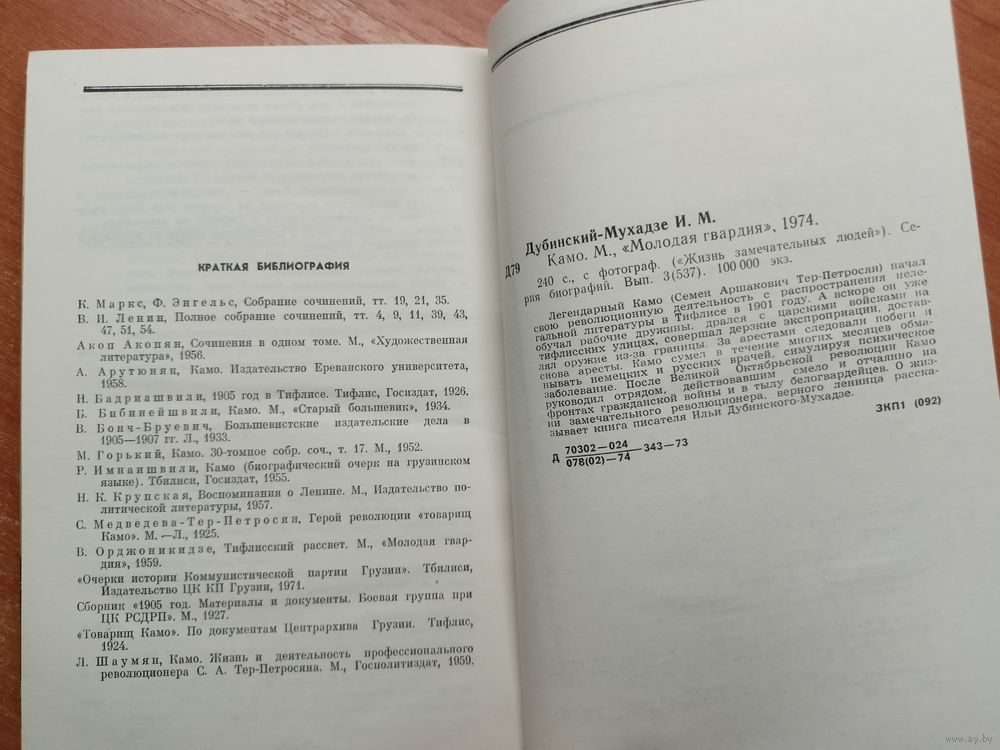 КРАТКАЯ БИБЛИОГРАФИЯ
К. Маркс, Ф. Энгельс, Собрание сочинений, тт. 19, 21, 35.
В. И. Ленин, Полное собрание сочинений, тт. 4, 9, 11, 39, 43,
47, 51, 54.
Акоп Акопян, Сочинения в одном томе. М., «Художественная
литература», 1956.
А. Арутюнян, Камо. Издательство Ереванского университета,
1958.
Н. Бадриашвили, 1905 год в Тифлисе. Тифлис, Госиздат, 1926.
Б. Бибинейшвили, Камо. М., «Старый большевик», 1934.
В. Бонч-Бруевич, Большевистские издательские дела в
1905—1907 гг. Л., 1933.
М. Горький, Камо. 30-томное собр. соч., т. 17. М., 1952.
Р. Имнаишвили, Камо (биографический очерк на грузинском
языке). Тбилиси, Госиздат, 1955.
Н. К. Крупская, Воспоминания о Ленине. М., Издательство по-
литической литературы, 1957.
С. Медведева-Тер-Петросян, Герой революции «товарищ
Камо». М. —Л., 1925.
В. Орджоникидзе, Тифлисский рассвет. М., «Молодая гвар-
дия», 1959.
«Очерки истории Коммунистической партии Грузии». Тбилиси,
Издательство ЦК КП Грузии, 1971.
Сборник «1905 год. Материалы и документы. Боевая группа при
ЦК РСДРП». М., 1927.
«Товарищ Камо». По документам Центрархива Грузии. Тифлис,
1924.
Л. Шаумян, Камо. Жизнь и деятельность профессионального
революционера С. А. Тер-Петросяна. М., Госполитиздат, 1959.
Дубинский-Мухадзе И. М.
Д79 Камо. М., «Молодая гвардия», 1974.
240 с., с фотограф. («Жизнь замечательных людей»). Се-
рия биографий. Вып. 3(537). 100 000 экз.
Легендарный Камо (Семен Аршакович Тер-Петросян) начал
свою революционную деятельность с распространения неле-
гальной литературы в Тифлисе в 1901 году. А вскоре он уже
обучал рабочие дружины, дрался с царскими войсками на
тифлисских улицах, совершал дерзкие экспроприации, достав-
лял оружие из-за границы. За арестами следовали побеги и
снова аресты. Камо сумел в течение многих месяцев обма-
нывать немецких и русских врачей, симулируя психическое
заболевание. После Великой Октябрьской революции Камо
руководил отрядом, действовавшим смело и отчаянно на
фронтах гражданской войны и в тылу белогвардейцев. О жиз-
ни замечательного революционера, верного ленинца расска-
зывает книга писателя Ильи Дубинского-Мухадзе.
ЗКП1 (092)
Д 70302—024 343—73
078(02)—74
www.ay.by